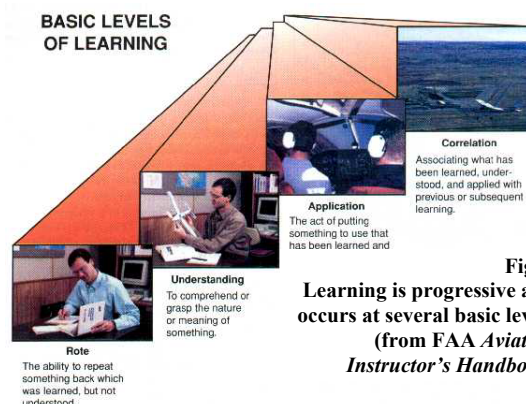 BASIC LEVELS
OF LEARNING
Rote
The ability to repeat
something back which
was learned, but not
understood
Understanding
To comprehend or
grasp the nature
or meaning of
something.
Application
The act of putting
something to use that
has been learned and
Correlation
Associating what has
been learned, under-
stood, and applied with
previous or subsequent
learning.
Fig
Learning is progressive a
occurs at several basic lev
(from FAA Aviat
Instructor's Handbo